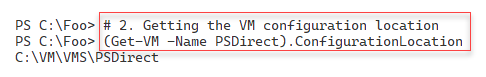 PS C:\Foo> # 2. Getting the VM configuration location
PS C:\Foo> (Get-VM -Name PSDirect).ConfigurationLocation
C:\VM\VMS\PSDirect